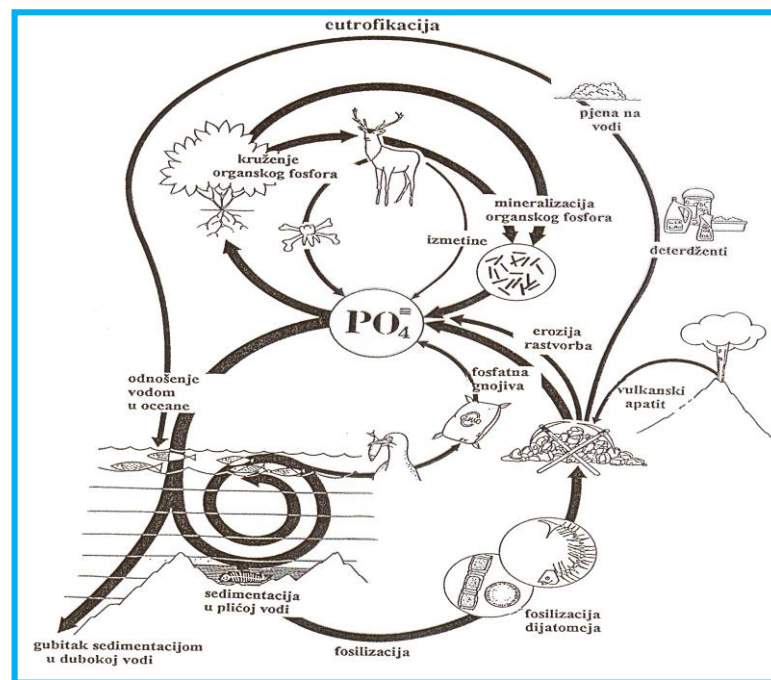 eutrofikacija
pjena na
vodi
kruženje
organskog fosfora
mineralizacija
organskog fosfora
izmetine
deterdženti
PO₄≡
erozija
rastvorba
fosfatna
gnojiva
vulkanski
apatit
odnošenje
vodom
u oceane
sedimentacija
u plićoj vodi
fosilizacija
dijatomeja
gubitak sedimentacijom
u dubokoj vodi
fosilizacija